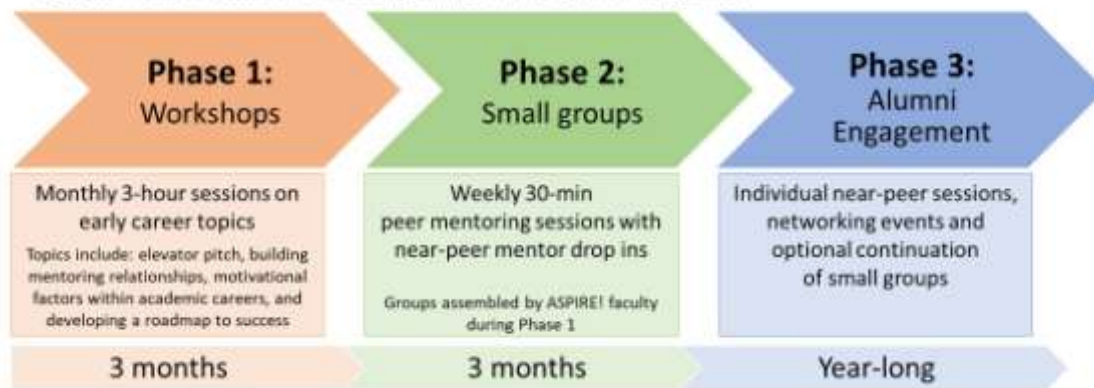 Phase 1:
Workshops
Monthly 3-hour sessions on
early career topics
Topics include: elevator pitch, building
mentoring relationships, motivational
factors within academic careers, and
developing a roadmap to success
3 months
Phase 2:
Small groups
Weekly 30-min
peer mentoring sessions with
near-peer mentor drop ins
Groups assembled by ASPIRE! faculty
during Phase 1
3 months
Phase 3:
Alumni
Engagement
Individual near-peer sessions,
networking events and
optional continuation
of small groups
Year-long